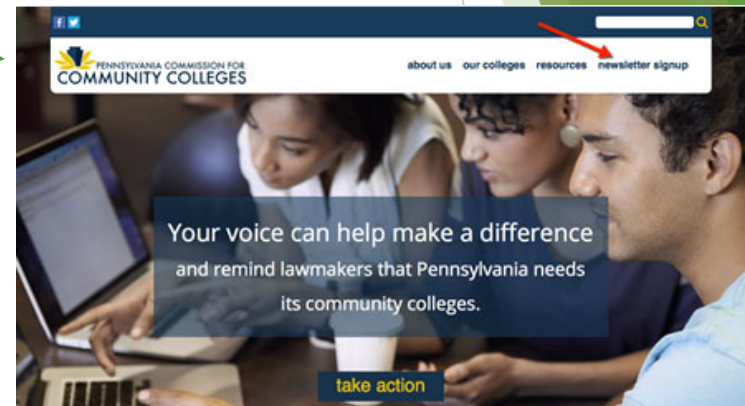 PENNSYLVANIA COMMISSION FOR
COMMUNITY COLLEGES
about us our colleges resources newsletter signup
Your voice can help make a difference
and remind lawmakers that Pennsylvania needs
its community colleges.
take action